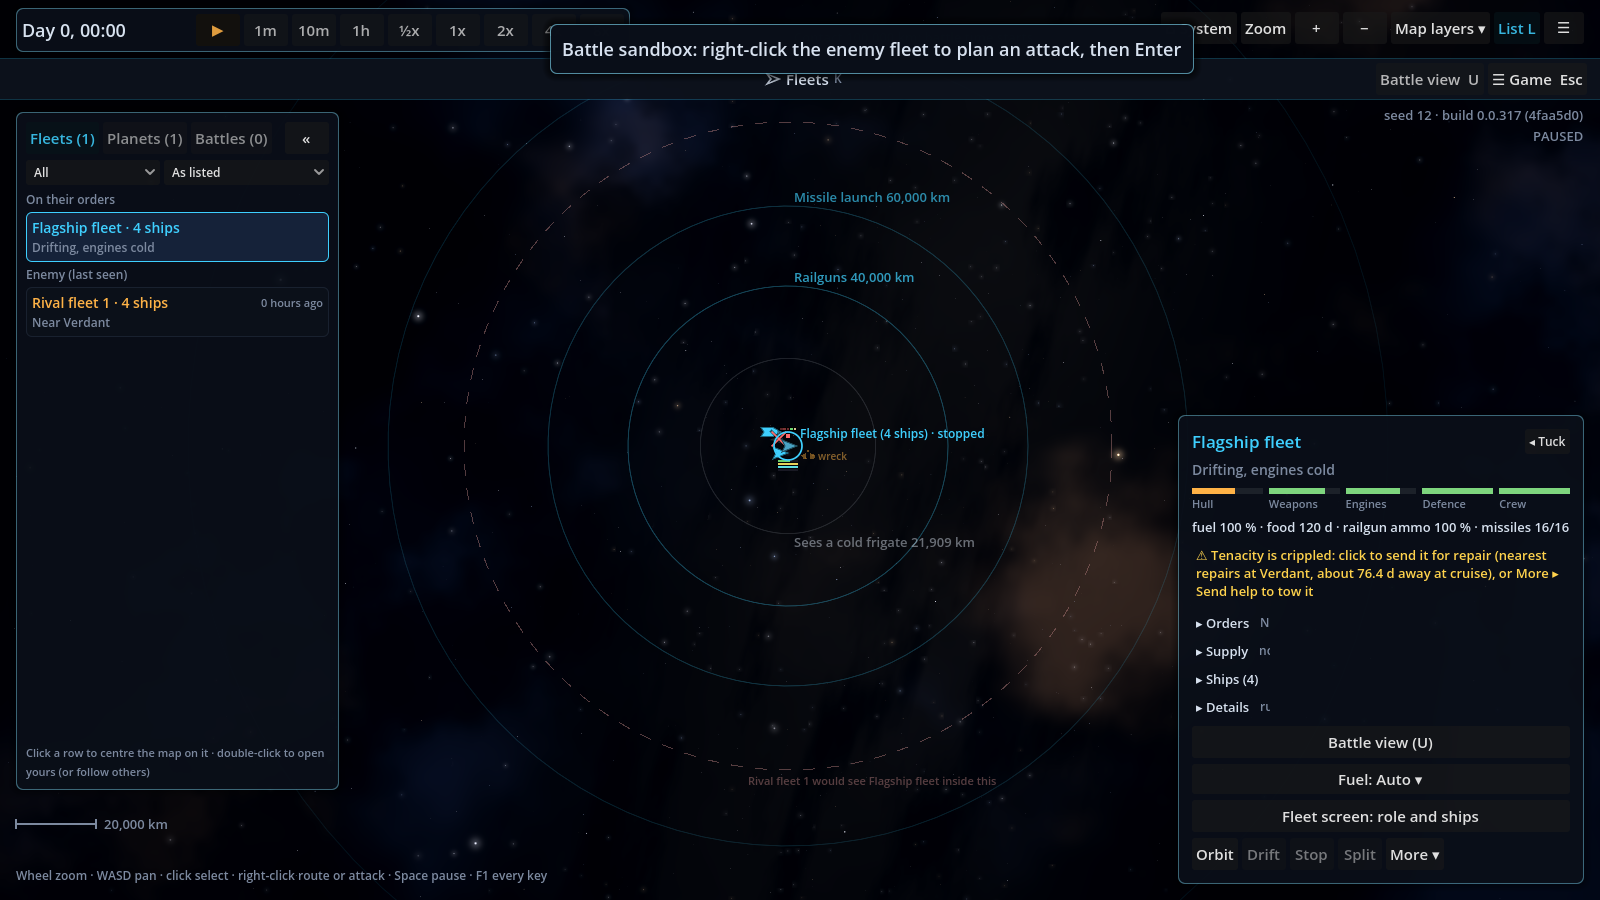 Day 0, 00:00
▶ 1m 10m 1h ½x 1x 2x
Battle sandbox: right-click the enemy fleet to plan an attack, then Enter
Zoom + − Map layers ▾ List L ☰
Fleets K
Battle view U ☰ Game Esc
seed 12 · build 0.0.317 (4faa5d0)
PAUSED
Fleets (1) Planets (1) Battles (0) «
All As listed
On their orders
Flagship fleet · 4 ships
Drifting, engines cold
Enemy (last seen)
Rival fleet 1 · 4 ships 0 hours ago
Near Verdant
Click a row to centre the map on it · double-click to open
yours (or follow others)
20,000 km
Wheel zoom · WASD pan · click select · right-click route or attack · Space pause · F1 every key
Missile launch 60,000 km
Railguns 40,000 km
Flagship fleet (4 ships) · stopped
wreck
Sees a cold frigate 21,909 km
Rival fleet 1 would see Flagship fleet inside this
Flagship fleet ◂ Tuck
Drifting, engines cold
Hull Weapons Engines Defence Crew
fuel 100 % · food 120 d · railgun ammo 100 % · missiles 16/16
⚠ Tenacity is crippled: click to send it for repair (nearest
repairs at Verdant, about 76.4 d away at cruise), or More ▸
Send help to tow it
▸ Orders N
▸ Supply
▸ Ships (4)
▸ Details
Battle view (U)
Fuel: Auto ▾
Fleet screen: role and ships
Orbit Drift Stop Split More ▾